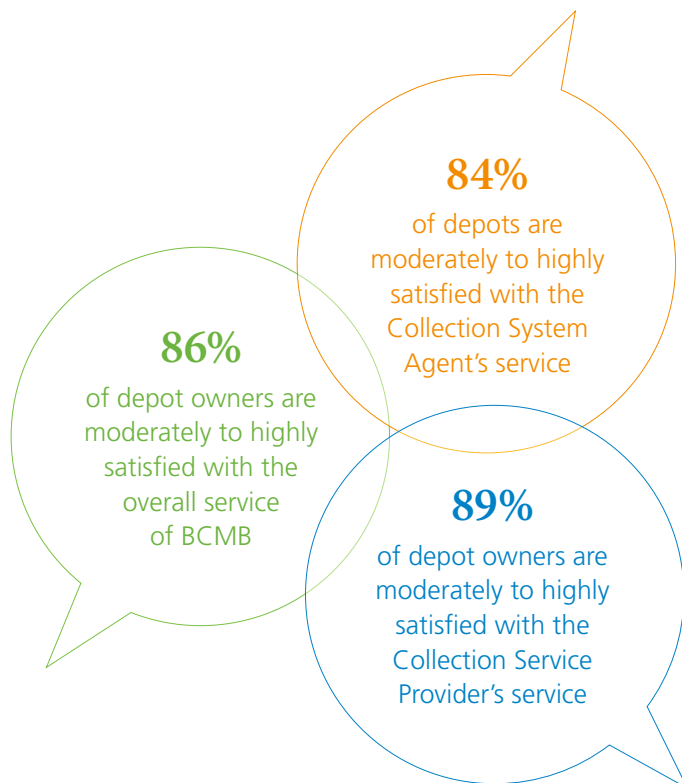 84%
of depots are
moderately to highly
satisfied with the
Collection System
Agent’s service
86%
of depot owners are
moderately to highly
satisfied with the
overall service
of BCMB
89%
of depot owners are
moderately to highly
satisfied with the
Collection Service
Provider’s service